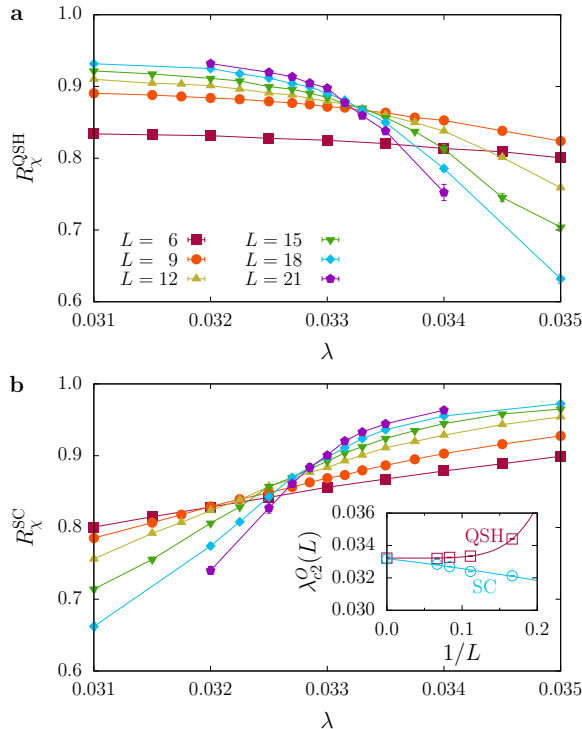 a
1.0
0.9
0.8
0.7
0.6
R_χ^QSH
L = 6
L = 9
L = 12
L = 15
L = 18
L = 21
0.031 0.032 0.033 0.034 0.035
λ
b
1.0
0.9
0.8
0.7
0.6
R_χ^SC
0.036
0.034
0.032
0.030
λ_c2^O(L)
QSH
SC
0.0 0.1 0.2
1/L
0.031 0.032 0.033 0.034 0.035
λ